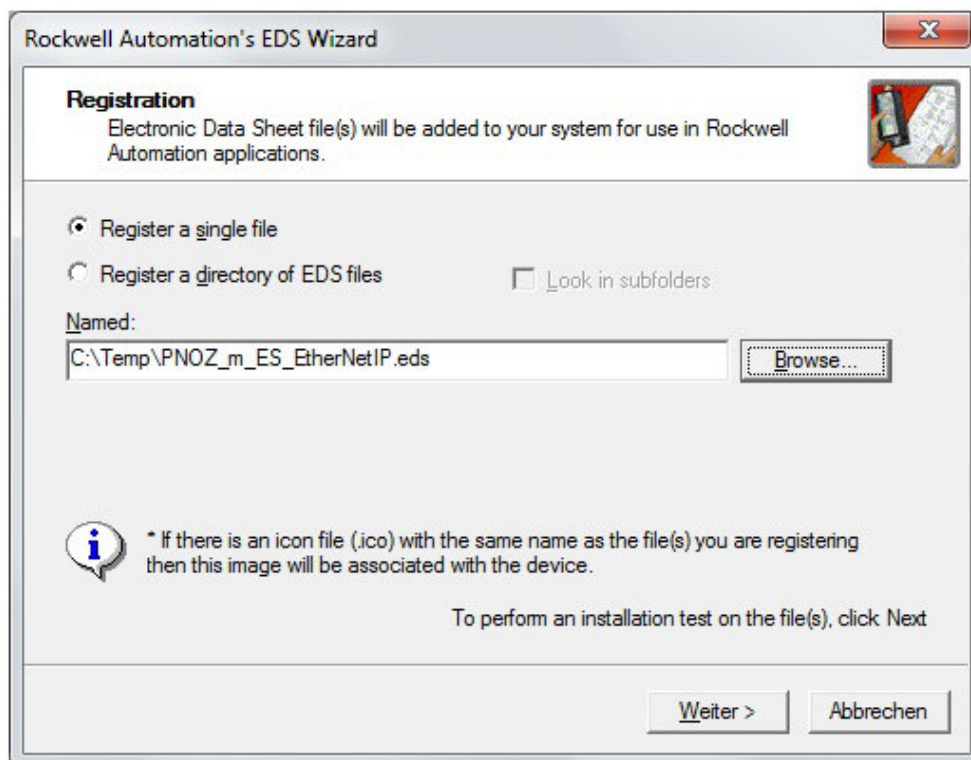 Rockwell Automation's EDS Wizard
Registration
Electronic Data Sheet file(s) will be added to your system for use in Rockwell
Automation applications.
Register a single file
Register a directory of EDS files
Look in subfolders
Named:
C:\Temp\PNOZ_m_ES_EtherNetIP.eds
Browse...
* If there is an icon file (.ico) with the same name as the file(s) you are registering
then this image will be associated with the device.
To perform an installation test on the file(s), click Next
Weiter >
Abbrechen